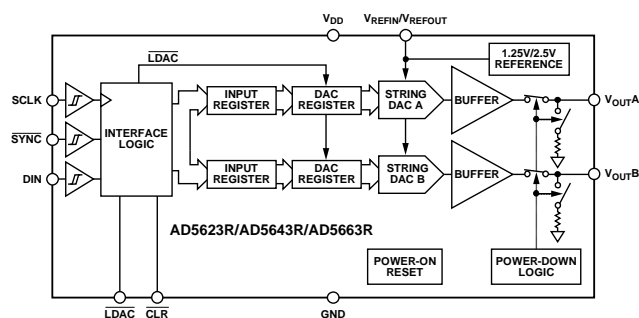 VDD
VREFIN/VREFOUT
LDAC
1.25V/2.5V
REFERENCE
SCLK
SYNC
DIN
INTERFACE
LOGIC
INPUT
REGISTER
DAC
REGISTER
STRING
DAC A
BUFFER
VOUTA
INPUT
REGISTER
DAC
REGISTER
STRING
DAC B
BUFFER
VOUTB
AD5623R/AD5643R/AD5663R
POWER-ON
RESET
POWER-DOWN
LOGIC
LDAC
CLR
GND